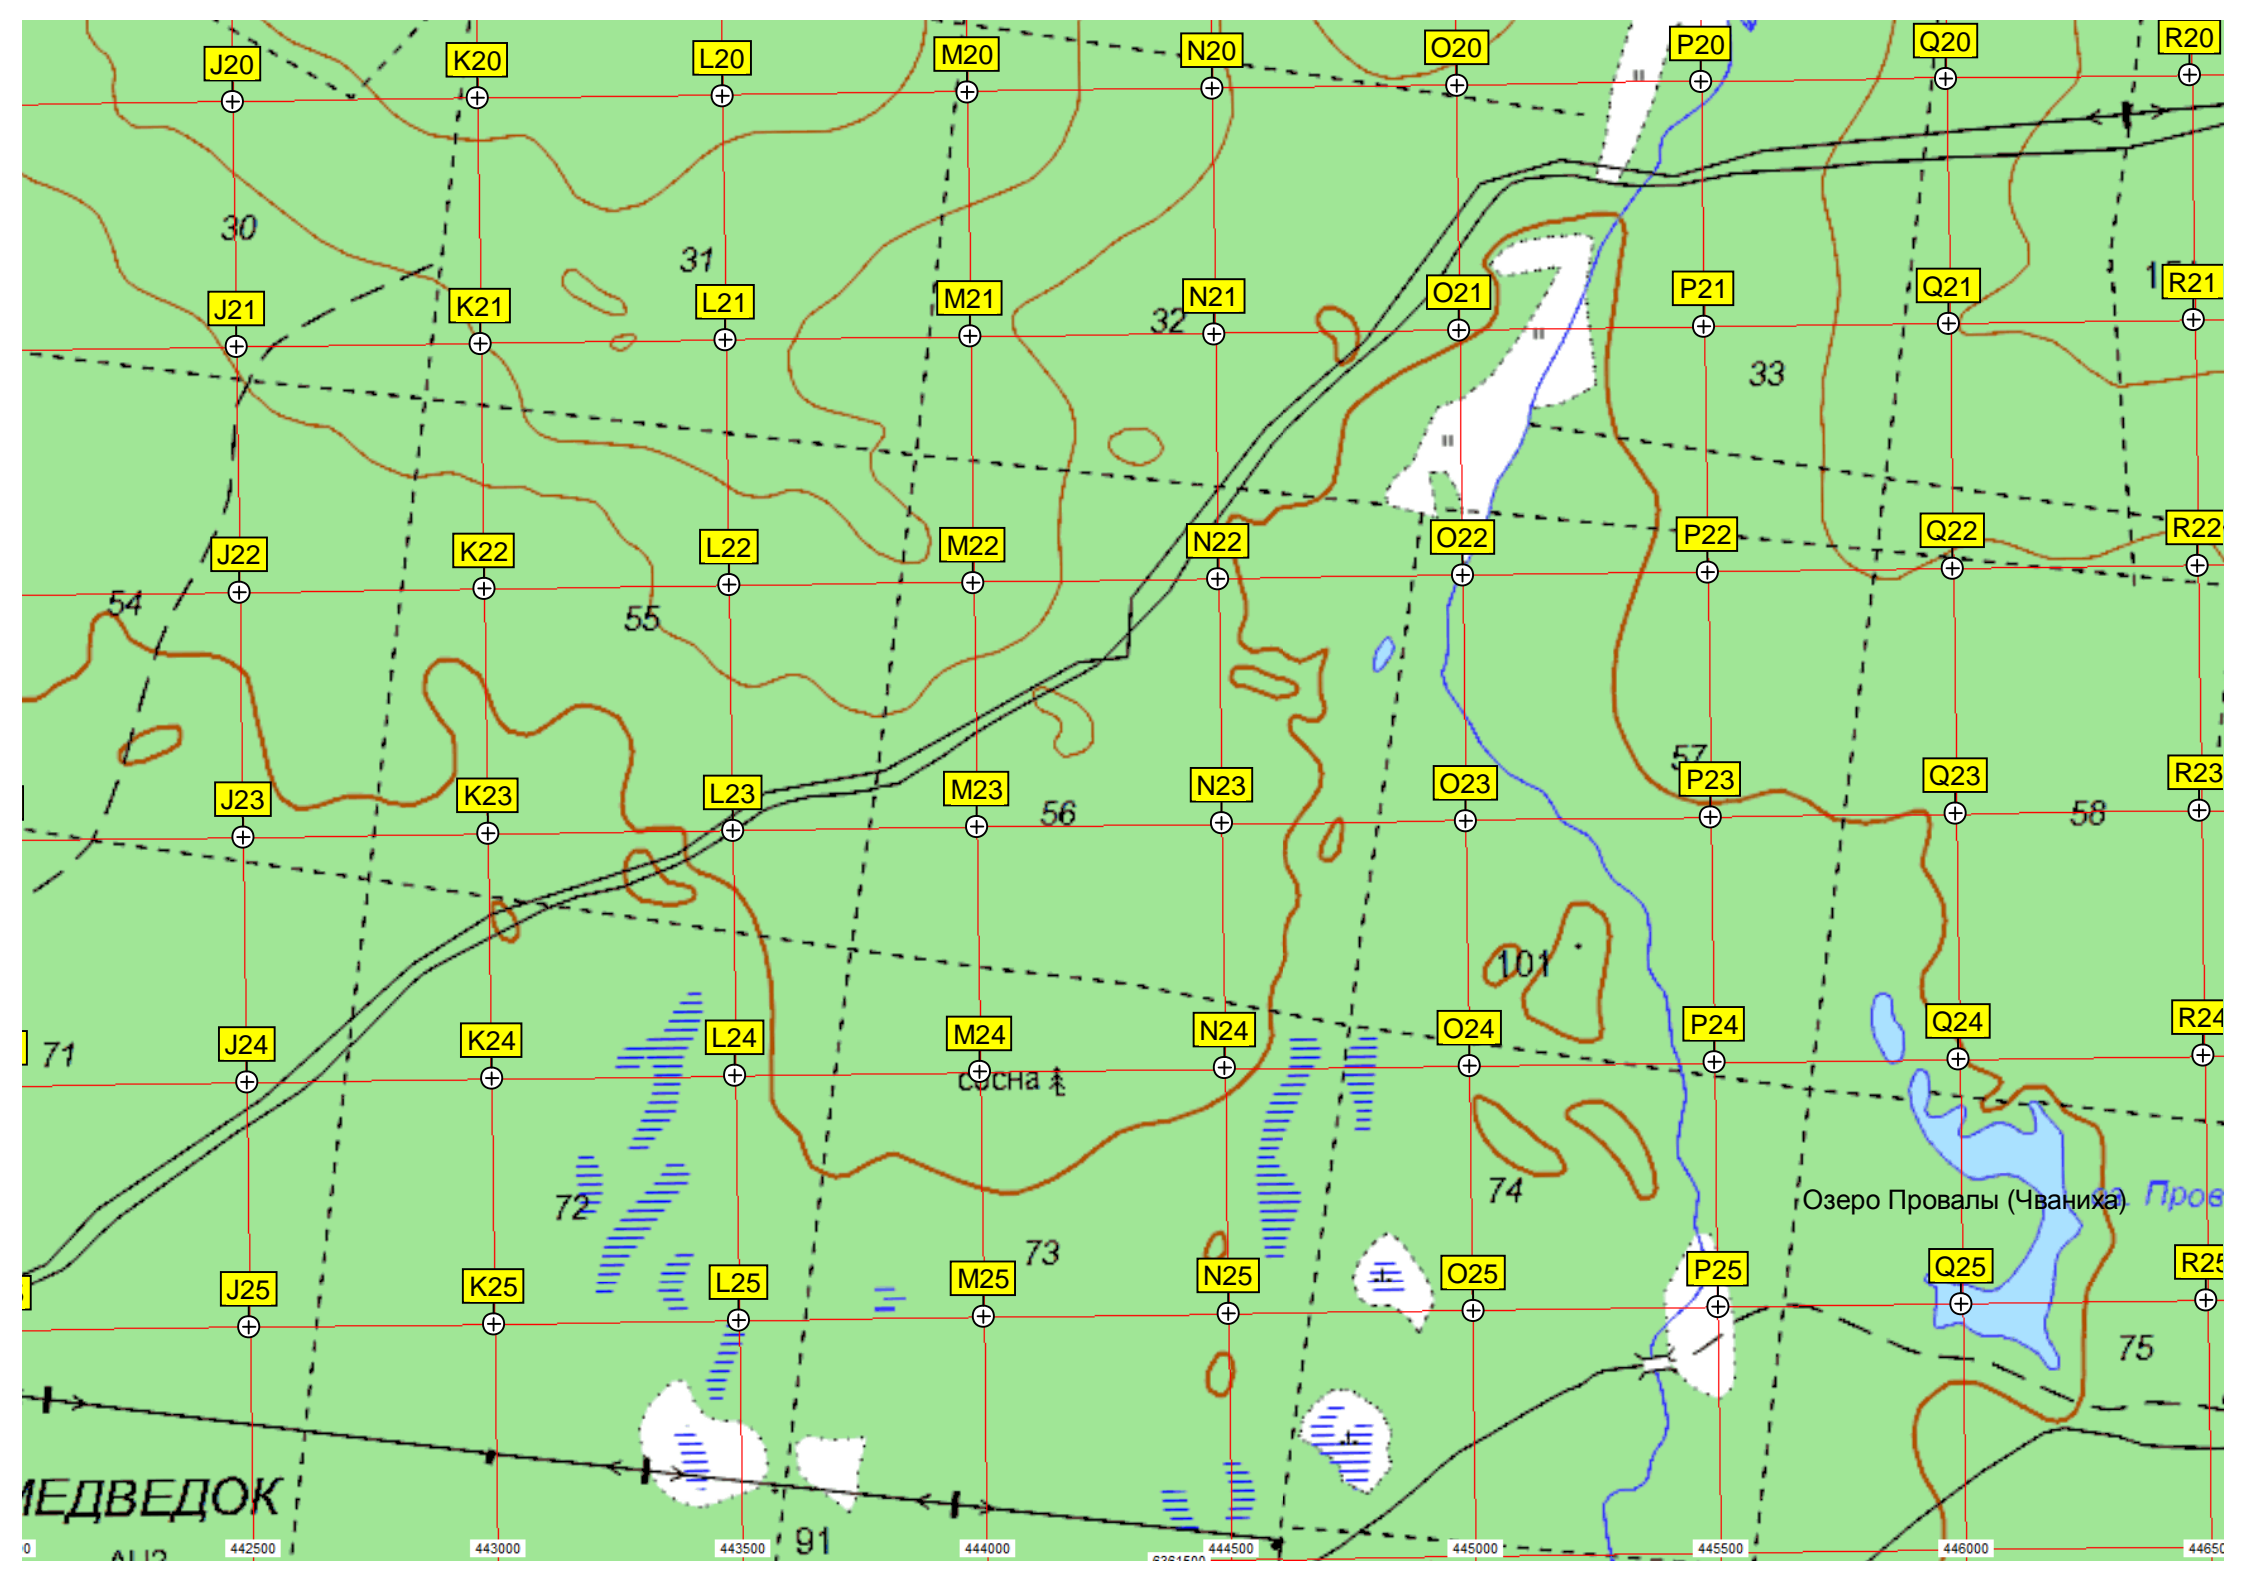 J20 K20 L20 M20 N20 O20 P20 Q20 R20
30 31
J21 K21 L21 M21 32 N21 O21 P21 Q21 R21
33
J22 K22 L22 M22 N22 O22 P22 Q22 R22
54 55
57
J23 K23 L23 M23 56 N23 O23 P23 Q23 58 R23
101
71 J24 K24 L24 M24 N24 O24 P24 Q24 R24
сосна
72 74 Озеро Провалы (Чваниха)
73
J25 K25 L25 M25 N25 O25 P25 Q25 R25
75
91
442500 443000 443500 444000 444500 445000 445500 446000